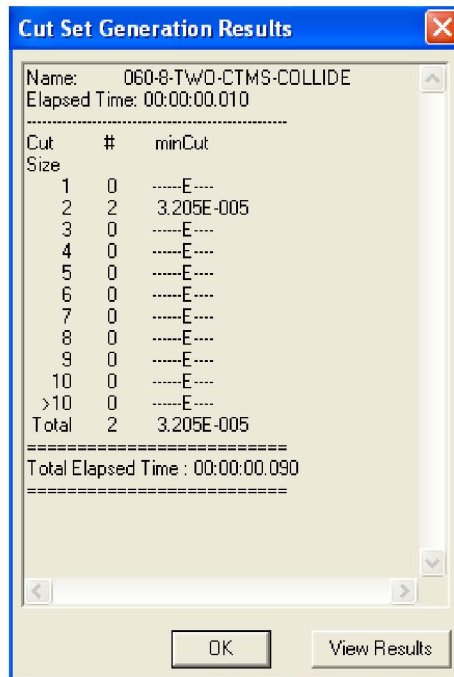 Cut Set Generation Results
Name: 060-8-TWO-CTMS-COLLIDE
Elapsed Time: 00:00:00.010
--------------------------------------------
Cut # minCut
Size
1 0 ------E----
2 2 3.205E-005
3 0 ------E----
4 0 ------E----
5 0 ------E----
6 0 ------E----
7 0 ------E----
8 0 ------E----
9 0 ------E----
10 0 ------E----
>10 0 ------E----
Total 2 3.205E-005
===========================
Total Elapsed Time : 00:00:00.090
===========================
OK View Results